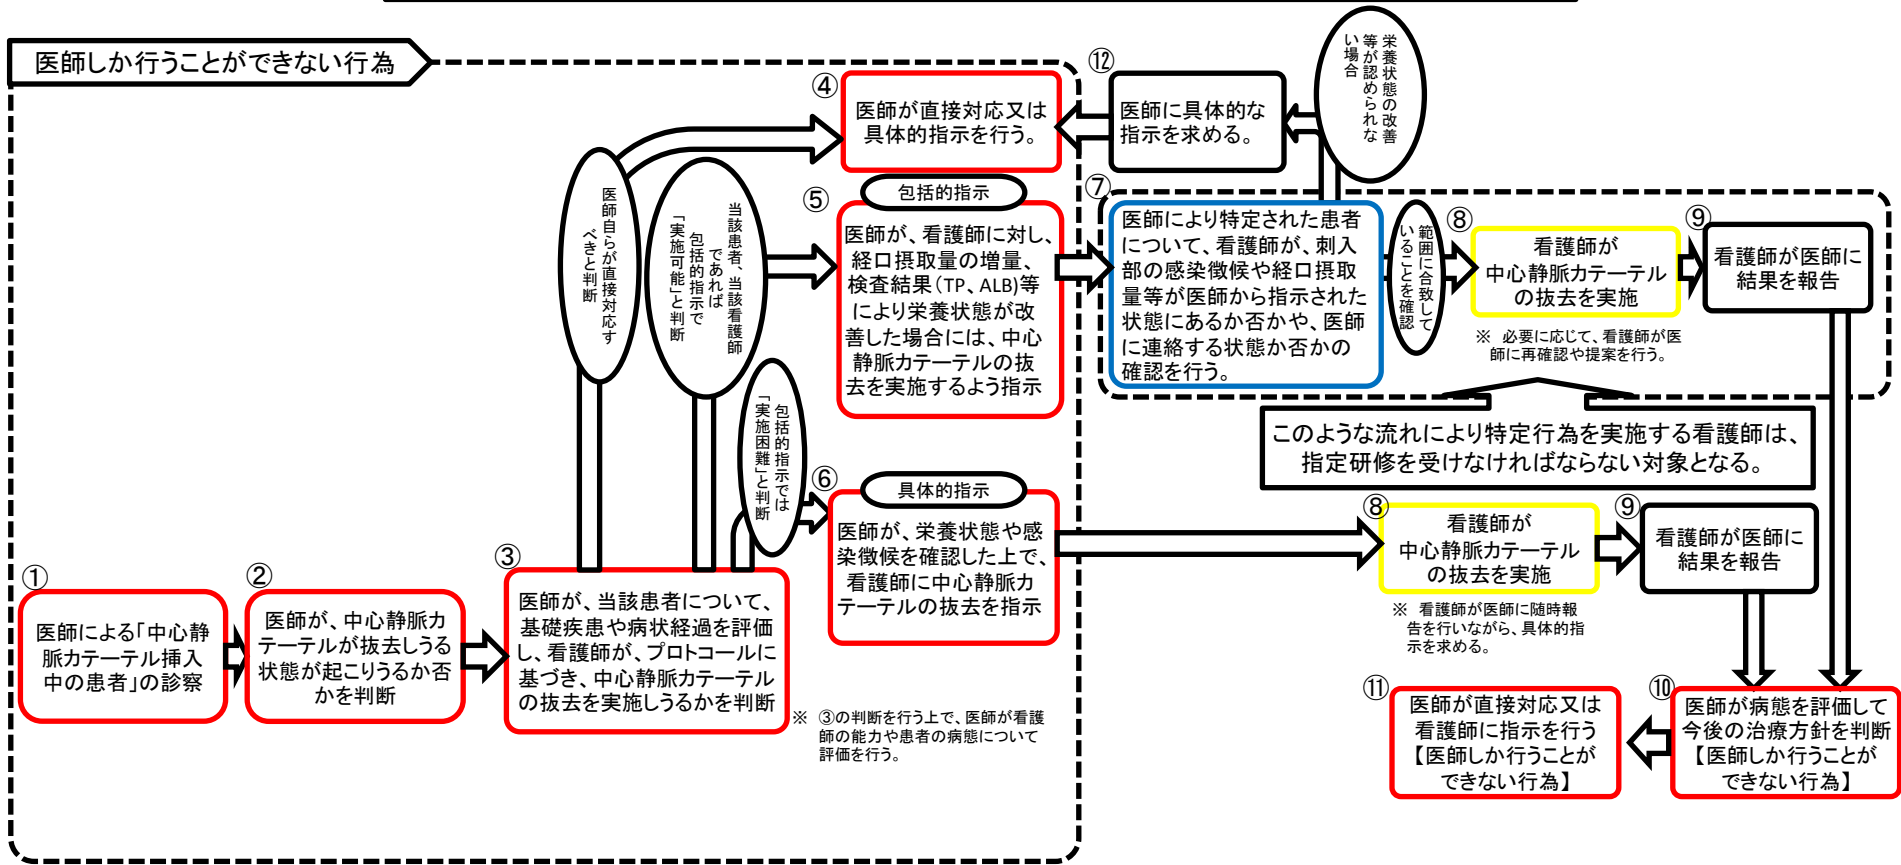 医師しか行うことができない行為
①
医師による「中心静
脈カテーテル挿入
中の患者」の診察
②
医師が、中心静脈カ
テーテルが抜去しうる
状態が起こりうるか否
かを判断
③
医師が、当該患者について、
基礎疾患や病状経過を評価
し、看護師が、プロトコールに
基づき、中心静脈カテーテル
の抜去を実施しうるかを判断
※ ③の判断を行う上で、医師が看護
師の能力や患者の病態について
評価を行う。
医師自らが直接対応す
べきと判断
当該患者、当該看護師
であれば
包括的指示で
「実施可能」と判断
包括的指示では
「実施困難」と判断
④
医師が直接対応又は
具体的指示を行う。
⑤
包括的指示
医師が、看護師に対し、
経口摂取量の増量、
検査結果(TP、ALB)等
により栄養状態が改
善した場合には、中心
静脈カテーテルの抜
去を実施するよう指示
⑥
具体的指示
医師が、栄養状態や感
染徴候を確認した上で、
看護師に中心静脈カ
テーテルの抜去を指示
⑫
医師に具体的な
指示を求める。
栄養状態の改善
等が認められな
い場合
⑦
医師により特定された患者
について、看護師が、刺入
部の感染徴候や経口摂取
量等が医師から指示された
状態にあるか否かや、医師
に連絡する状態か否かの
確認を行う。
範囲に合致して
いることを確認
⑧
看護師が
中心静脈カテーテル
の抜去を実施
※ 必要に応じて、看護師が医
師に再確認や提案を行う。
⑨
看護師が医師に
結果を報告
このような流れにより特定行為を実施する看護師は、
指定研修を受けなければならない対象となる。
⑧
看護師が
中心静脈カテーテル
の抜去を実施
※ 看護師が医師に随時報
告を行いながら、具体的指
示を求める。
⑨
看護師が医師に
結果を報告
⑩
医師が病態を評価して
今後の治療方針を判断
【医師しか行うことが
できない行為】
⑪
医師が直接対応又は
看護師に指示を行う
【医師しか行うことが
できない行為】